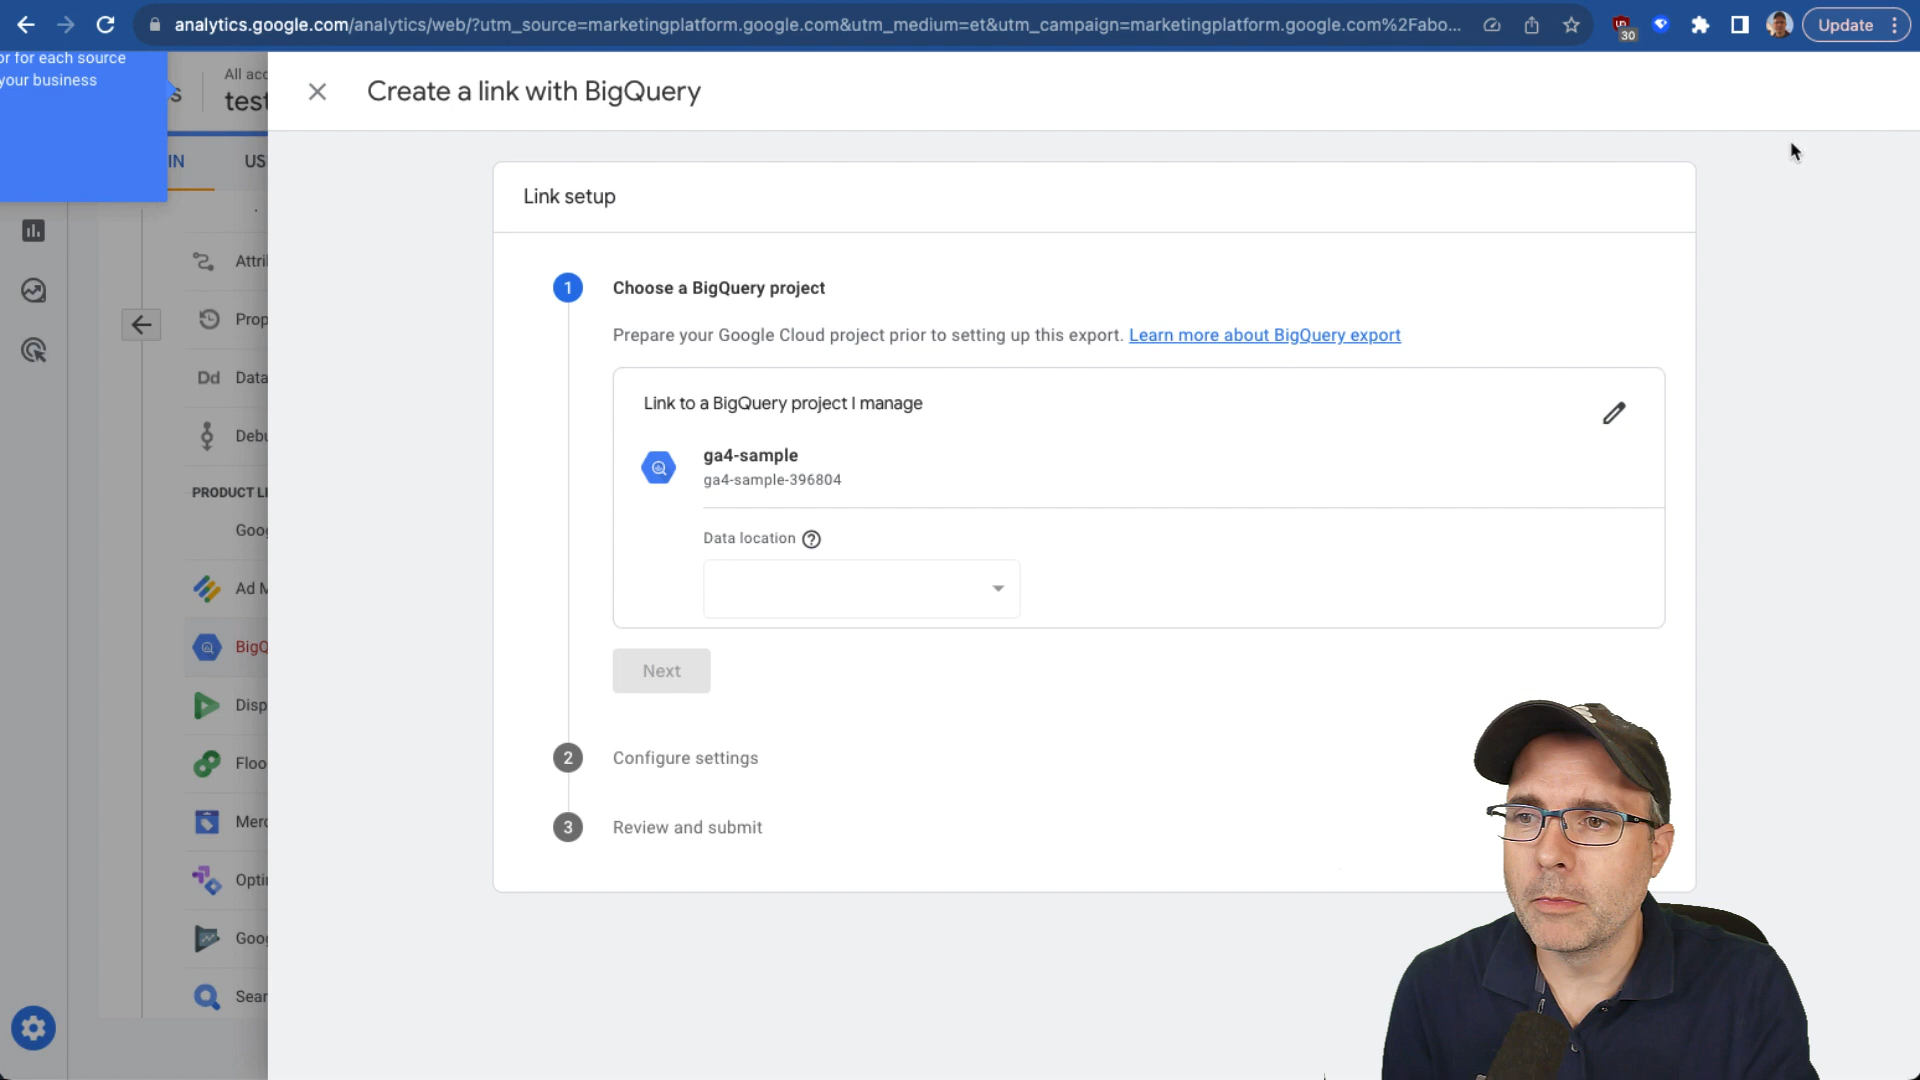 analytics.google.com/analytics/web/?utm_source=marketingplatform.google.com&utm_medium=et&utm_campaign=marketingplatform.google.com%2Fabo...
30
Update
or for each source
your business
All acc
test
Create a link with BigQuery
IN
US
Link setup
Attri
1
Choose a BigQuery project
Prop
Prepare your Google Cloud project prior to setting up this export. Learn more about BigQuery export
Dd
Data
Link to a BigQuery project I manage
Debu
ga4-sample
ga4-sample-396804
PRODUCT LI
Goog
Data location
Ad M
BigQ
Next
Disp
2
Configure settings
Floo
Merc
3
Review and submit
Opti
Goog
Sear